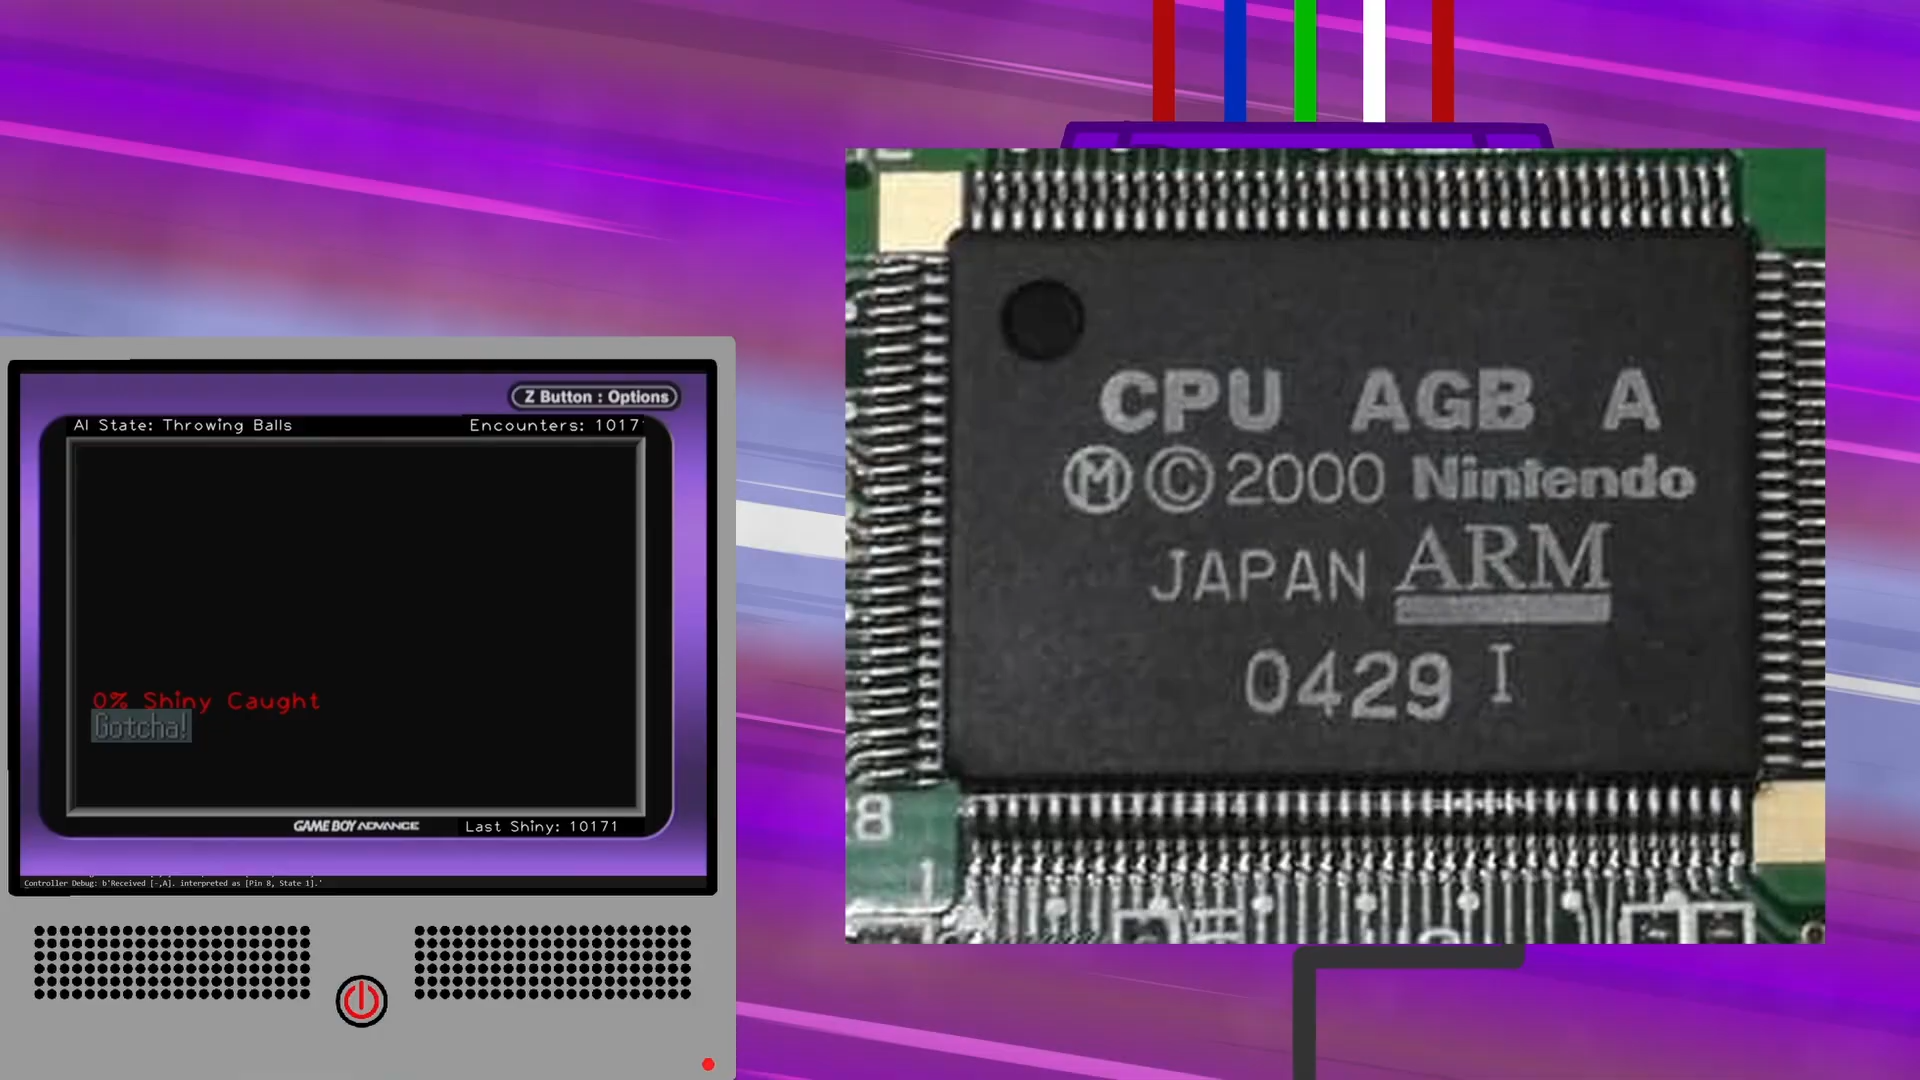 Z Button : Options
AI State: Throwing Balls
Encounters: 1017
0% Shiny Caught
Gotcha!
GAME BOY ADVANCE
Last Shiny: 10171
Controller Debug: b'Received [-,A]. interpreted as [Pin 8, State 1].'
CPU AGB A
Ⓜ©2000 Nintendo
JAPAN ARM
0429 I
8
1